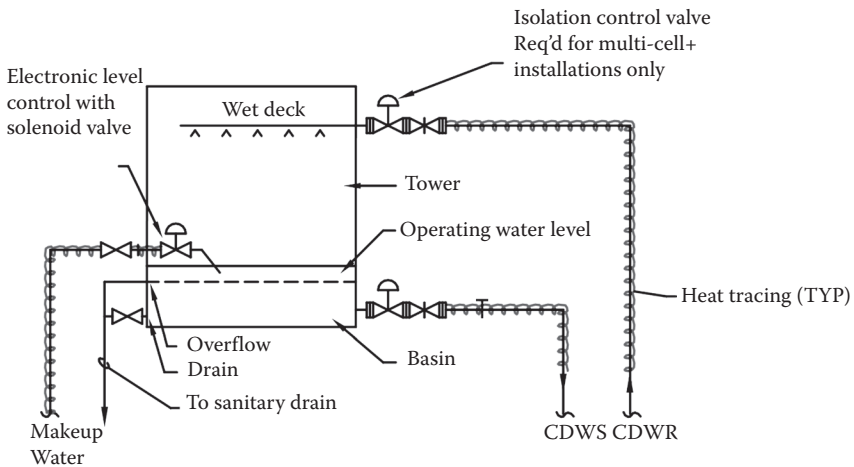 Isolation control valve
Req'd for multi-cell+
installations only
Electronic level
control with
solenoid valve
Wet deck
Tower
Operating water level
Heat tracing (TYP)
Overflow
Drain
Basin
To sanitary drain
Makeup
Water
CDWS CDWR